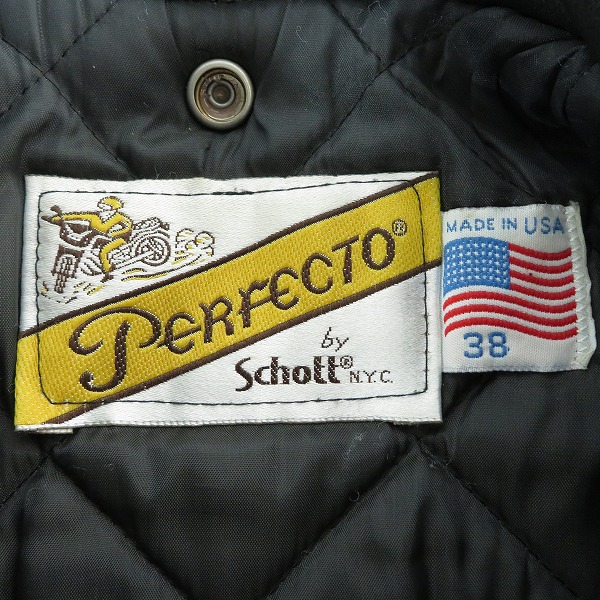 PERFECTO®
by
Schott® N.Y.C.
MADE IN USA
38